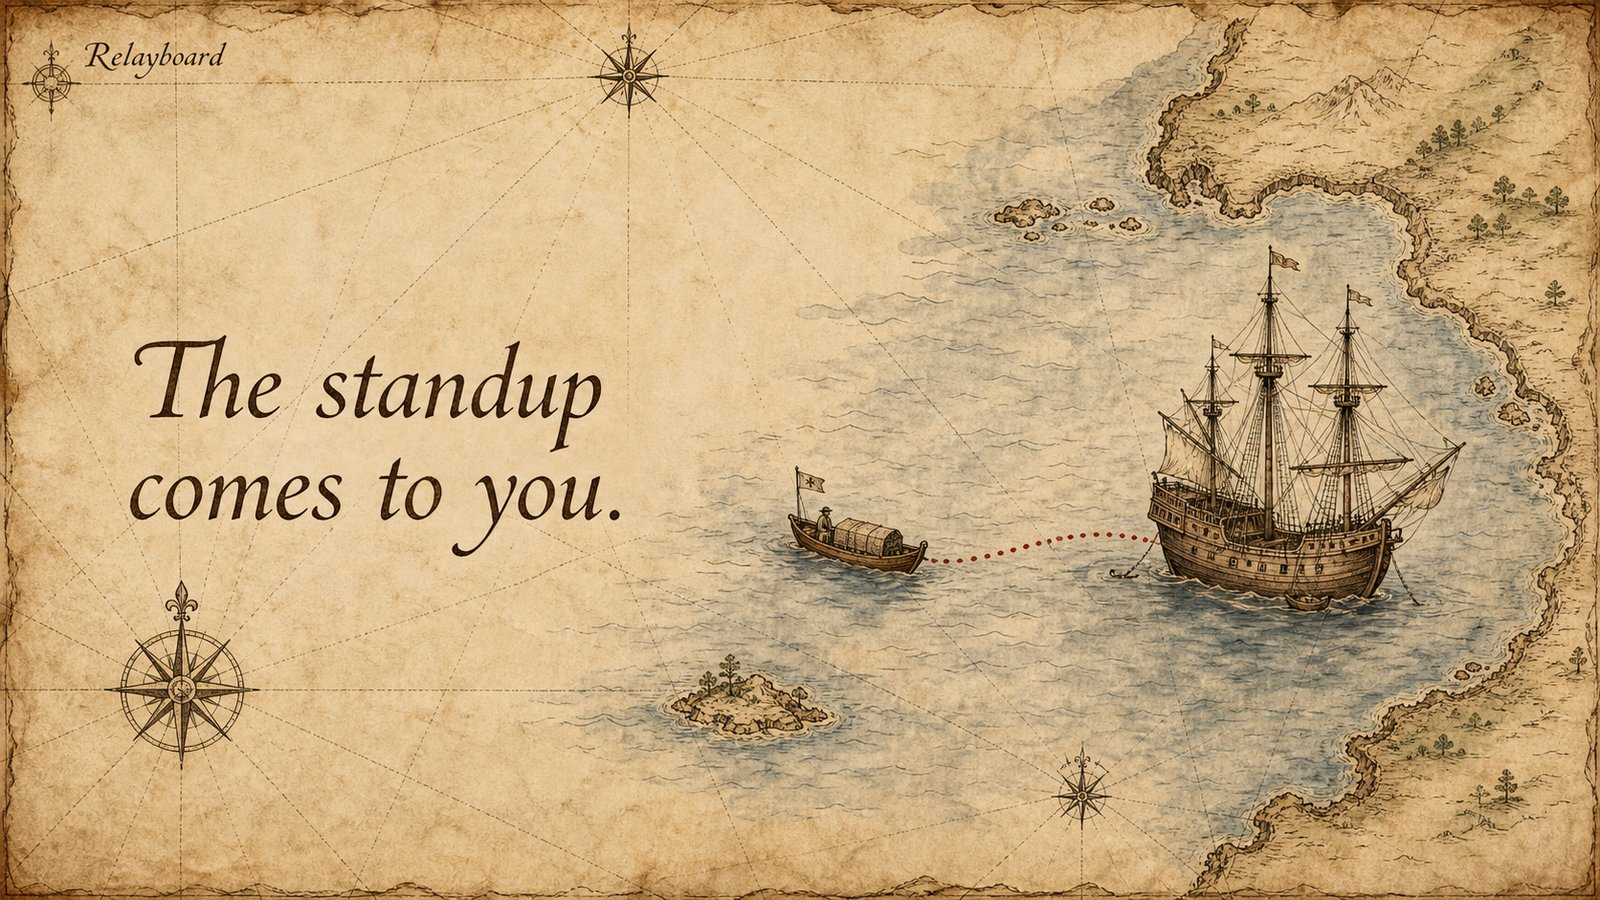 Relayboard
The standup
comes to you.